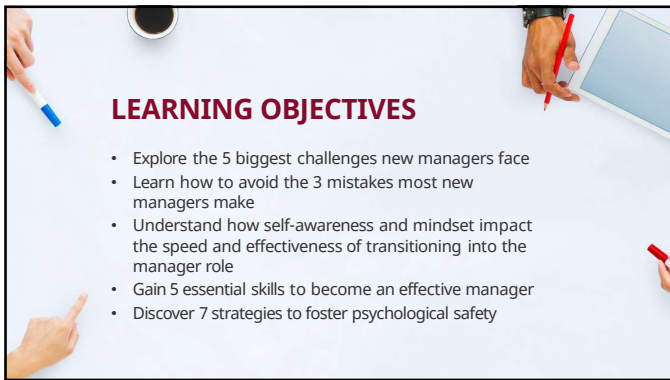 LEARNING OBJECTIVES
• Explore the 5 biggest challenges new managers face
• Learn how to avoid the 3 mistakes most new
managers make
• Understand how self-awareness and mindset impact
the speed and effectiveness of transitioning into the
manager role
• Gain 5 essential skills to become an effective manager
• Discover 7 strategies to foster psychological safety